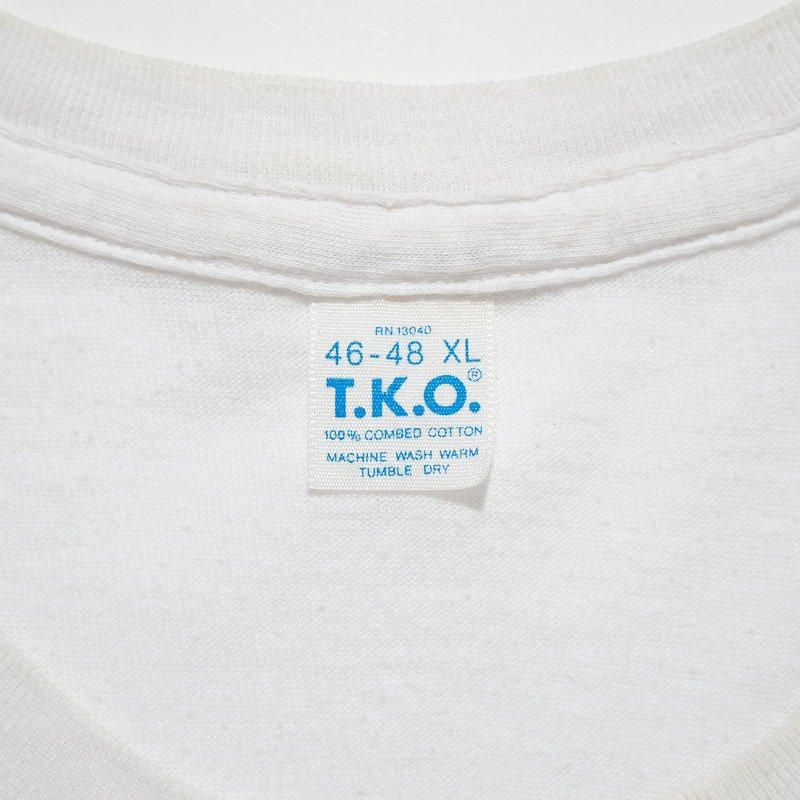 RN 13040
46-48 XL
T.K.O.®
100% COMBED COTTON
MACHINE WASH WARM
TUMBLE DRY